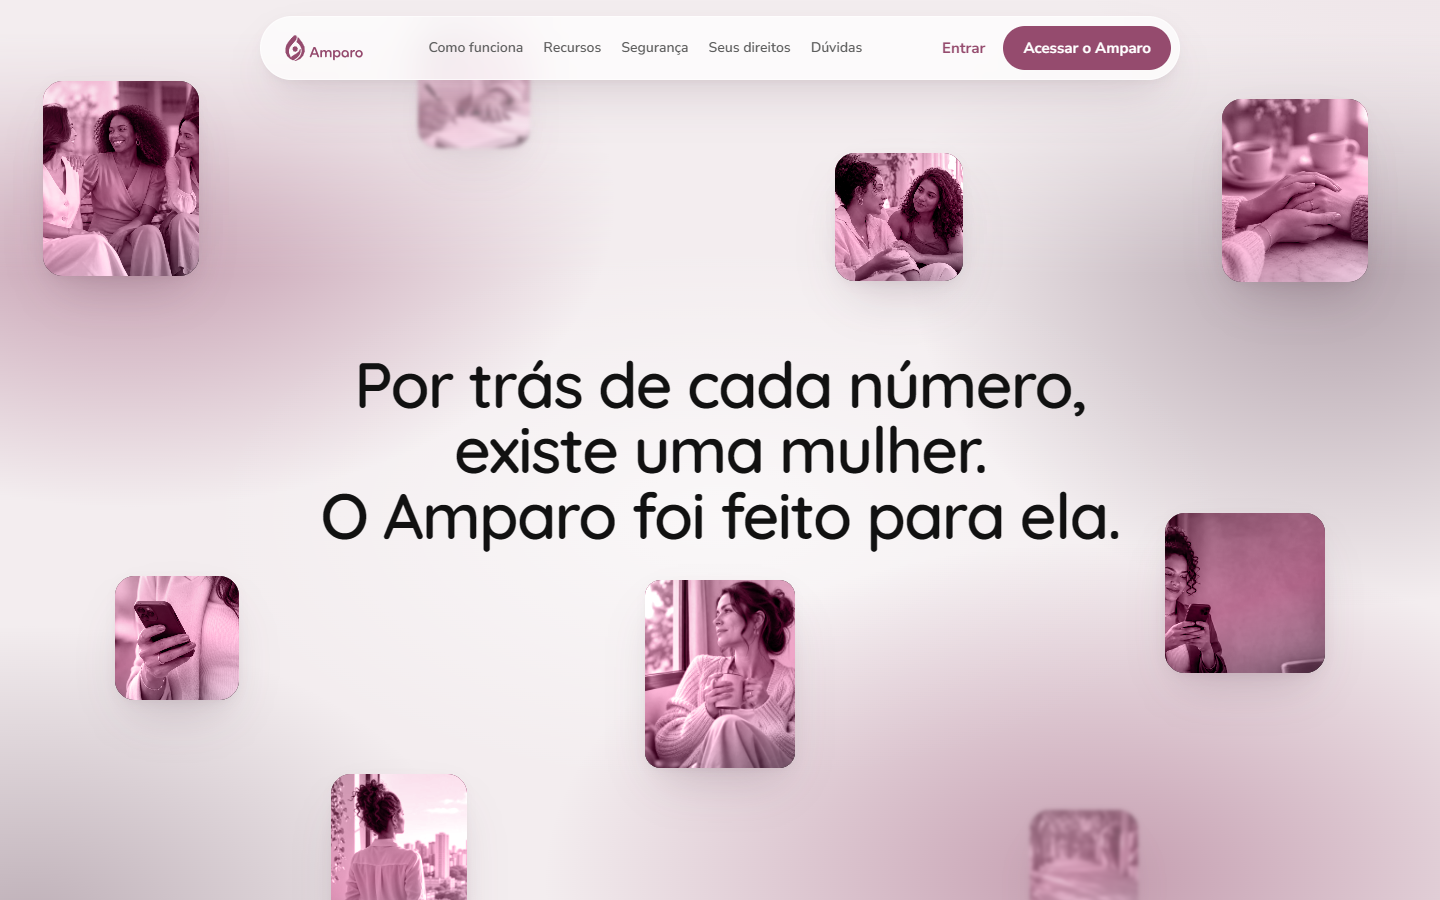 Amparo
Como funciona
Recursos
Segurança
Seus direitos
Dúvidas
Entrar
Acessar o Amparo
Por trás de cada número,
existe uma mulher.
O Amparo foi feito para ela.